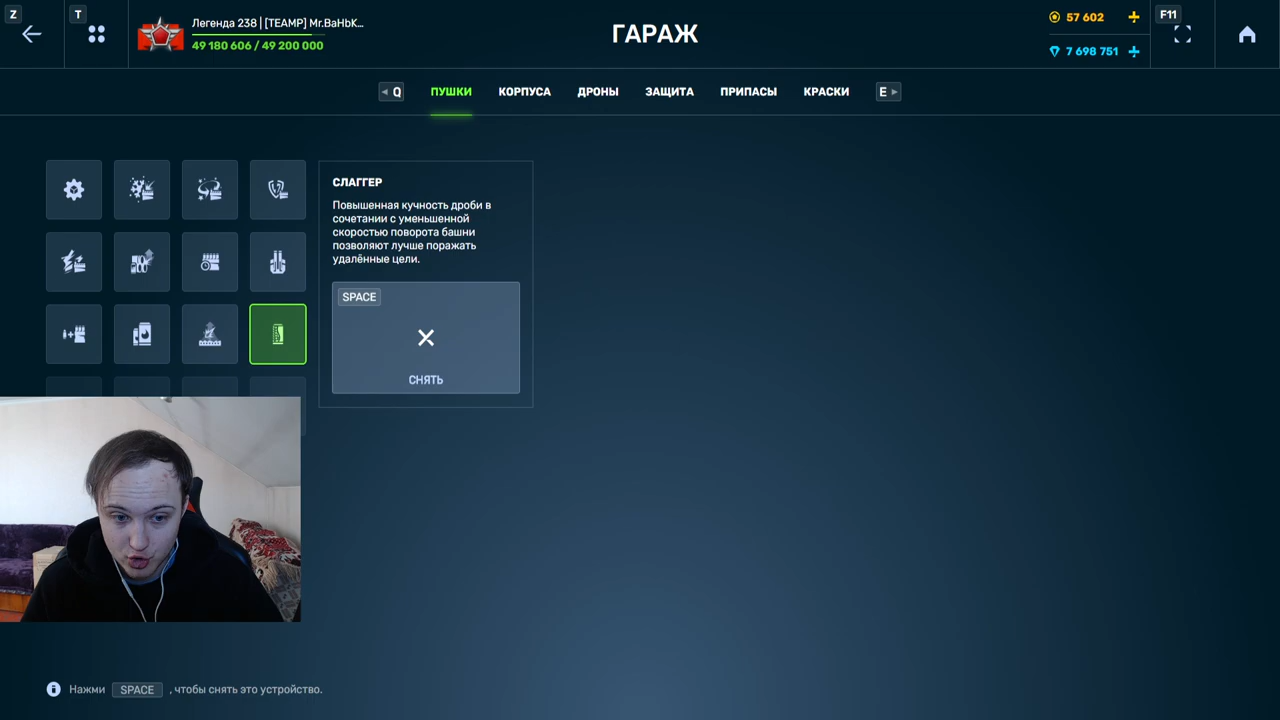 Z
T
Легенда 238 | [TEAMP] Mr.BaHbK...
49 180 606 / 49 200 000
ГАРАЖ
57 602
7 698 751
F11
Q
ПУШКИ
КОРПУСА
ДРОНЫ
ЗАЩИТА
ПРИПАСЫ
КРАСКИ
E
СЛАГГЕР
Повышенная кучность дроби в
сочетании с уменьшенной
скоростью поворота башни
позволяют лучше поражать
удалённые цели.
SPACE
СНЯТЬ
Нажми SPACE , чтобы снять это устройство.